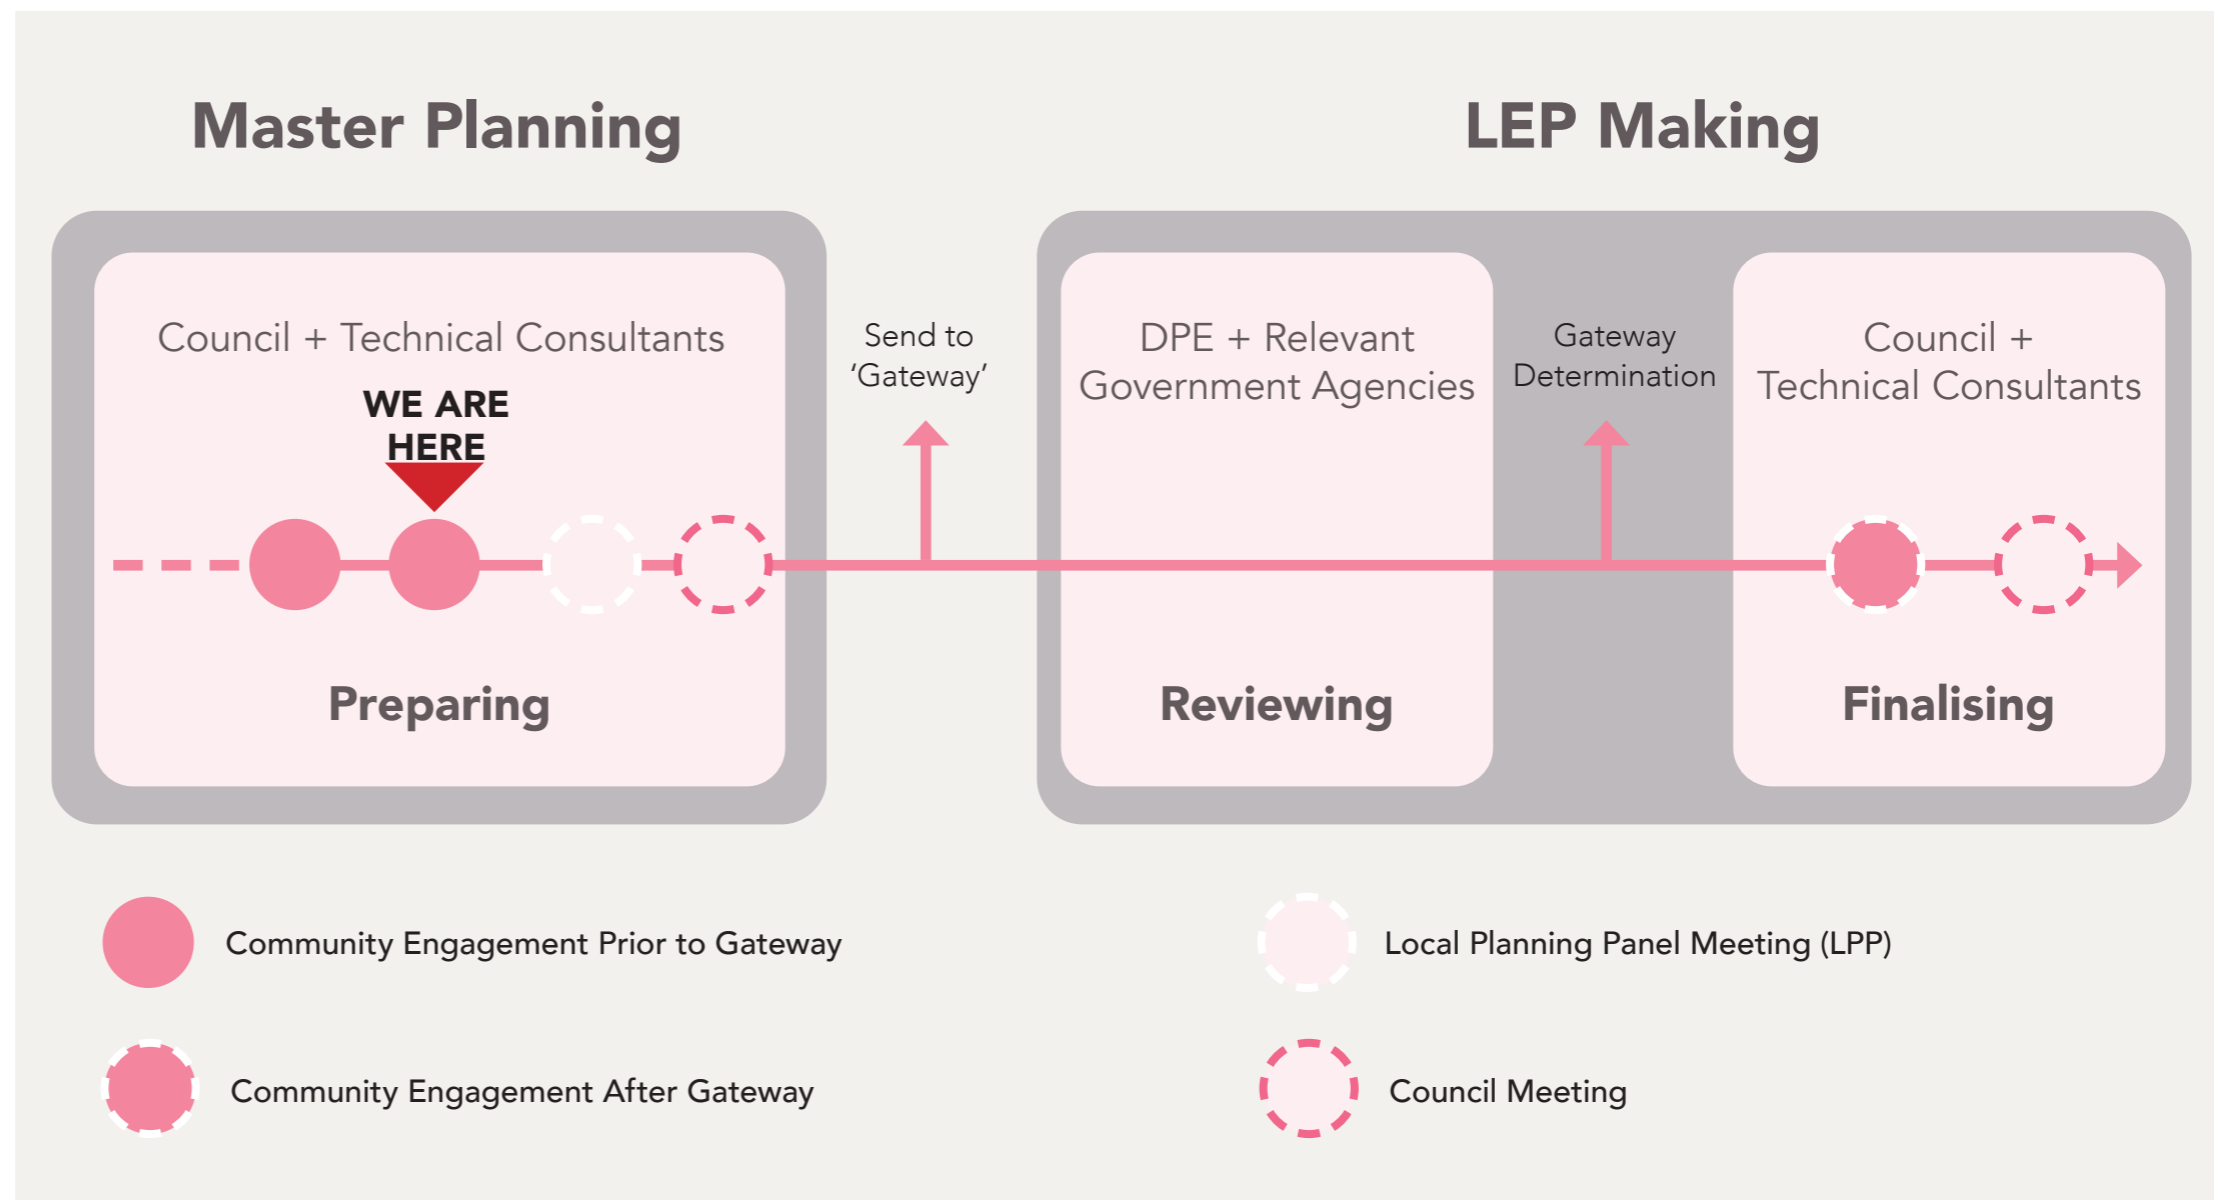 Master Planning
LEP Making
Council + Technical Consultants
WE ARE
HERE
Preparing
Send to
‘Gateway’
DPE + Relevant
Government Agencies
Reviewing
Gateway
Determination
Council +
Technical Consultants
Finalising
Community Engagement Prior to Gateway
Community Engagement After Gateway
Local Planning Panel Meeting (LPP)
Council Meeting